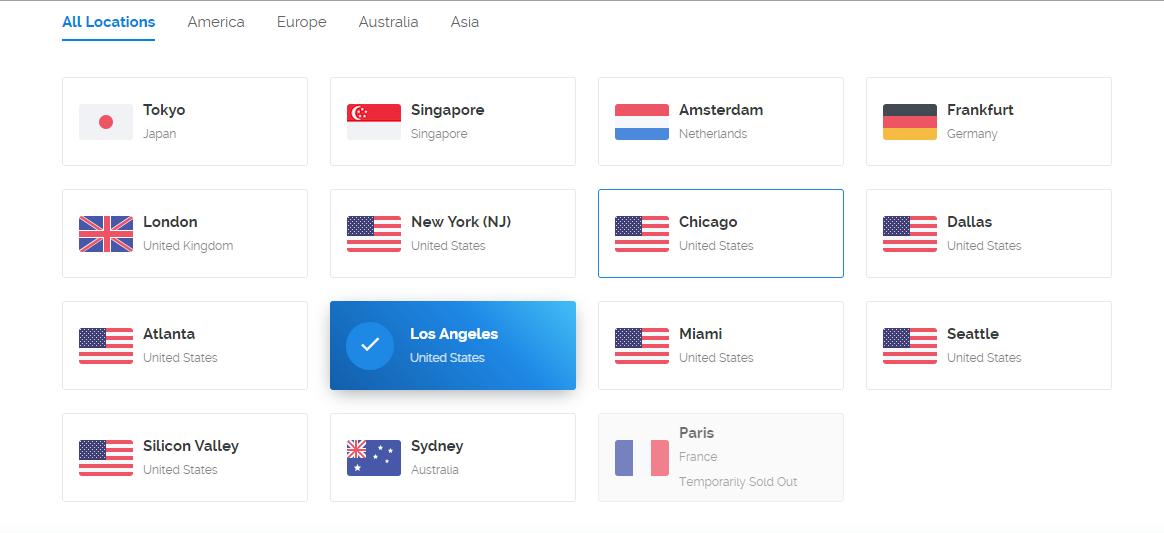 All Locations America Europe Australia Asia
Tokyo
Japan
Singapore
Singapore
Amsterdam
Netherlands
Frankfurt
Germany
London
United Kingdom
New York (NJ)
United States
Chicago
United States
Dallas
United States
Atlanta
United States
Los Angeles
United States
Miami
United States
Seattle
United States
Silicon Valley
United States
Sydney
Australia
Paris
France
Temporarily Sold Out